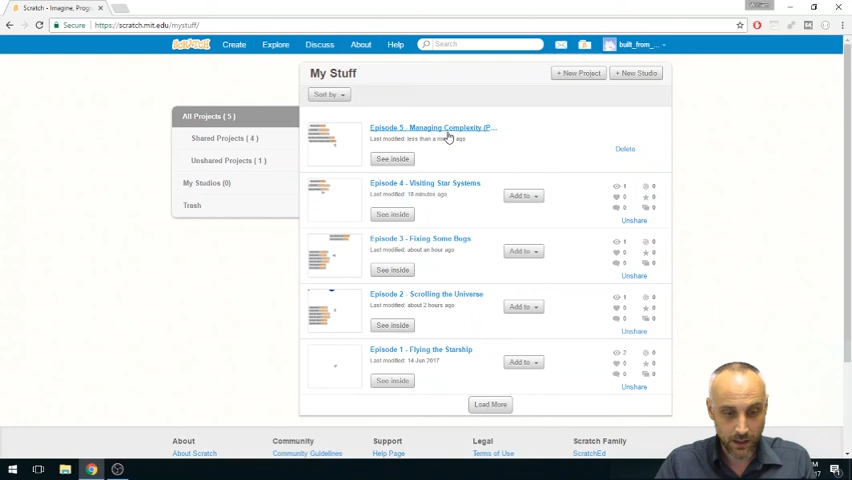 Scratch - Imagine, Progr
William
Secure https://scratch.mit.edu/mystuff/
SCRATCH Create Explore Discuss About Help Search built_from_...
My Stuff + New Project + New Studio
Sort by
All Projects ( 5 )
Shared Projects ( 4 )
Unshared Projects ( 1 )
My Studios (0)
Trash
Episode 5 - Managing Complexity (P...
Last modified: less than a ago
See inside
Delete
Episode 4 - Visiting Star Systems
Last modified: 18 minutes ago
See inside
Add to
1 0
0 0
0 0
Unshare
Episode 3 - Fixing Some Bugs
Last modified: about an hour ago
See inside
Add to
1 0
0 0
0 0
Unshare
Episode 2 - Scrolling the Universe
Last modified: about 2 hours ago
See inside
Add to
1 0
0 0
0 0
Unshare
Episode 1 - Flying the Starship
Last modified: 14 Jun 2017
See inside
Add to
2 0
0 0
0 0
Unshare
Load More
About Community Support Legal Scratch Family
About Scratch Community Guidelines Help Page Terms of Use ScratchEd